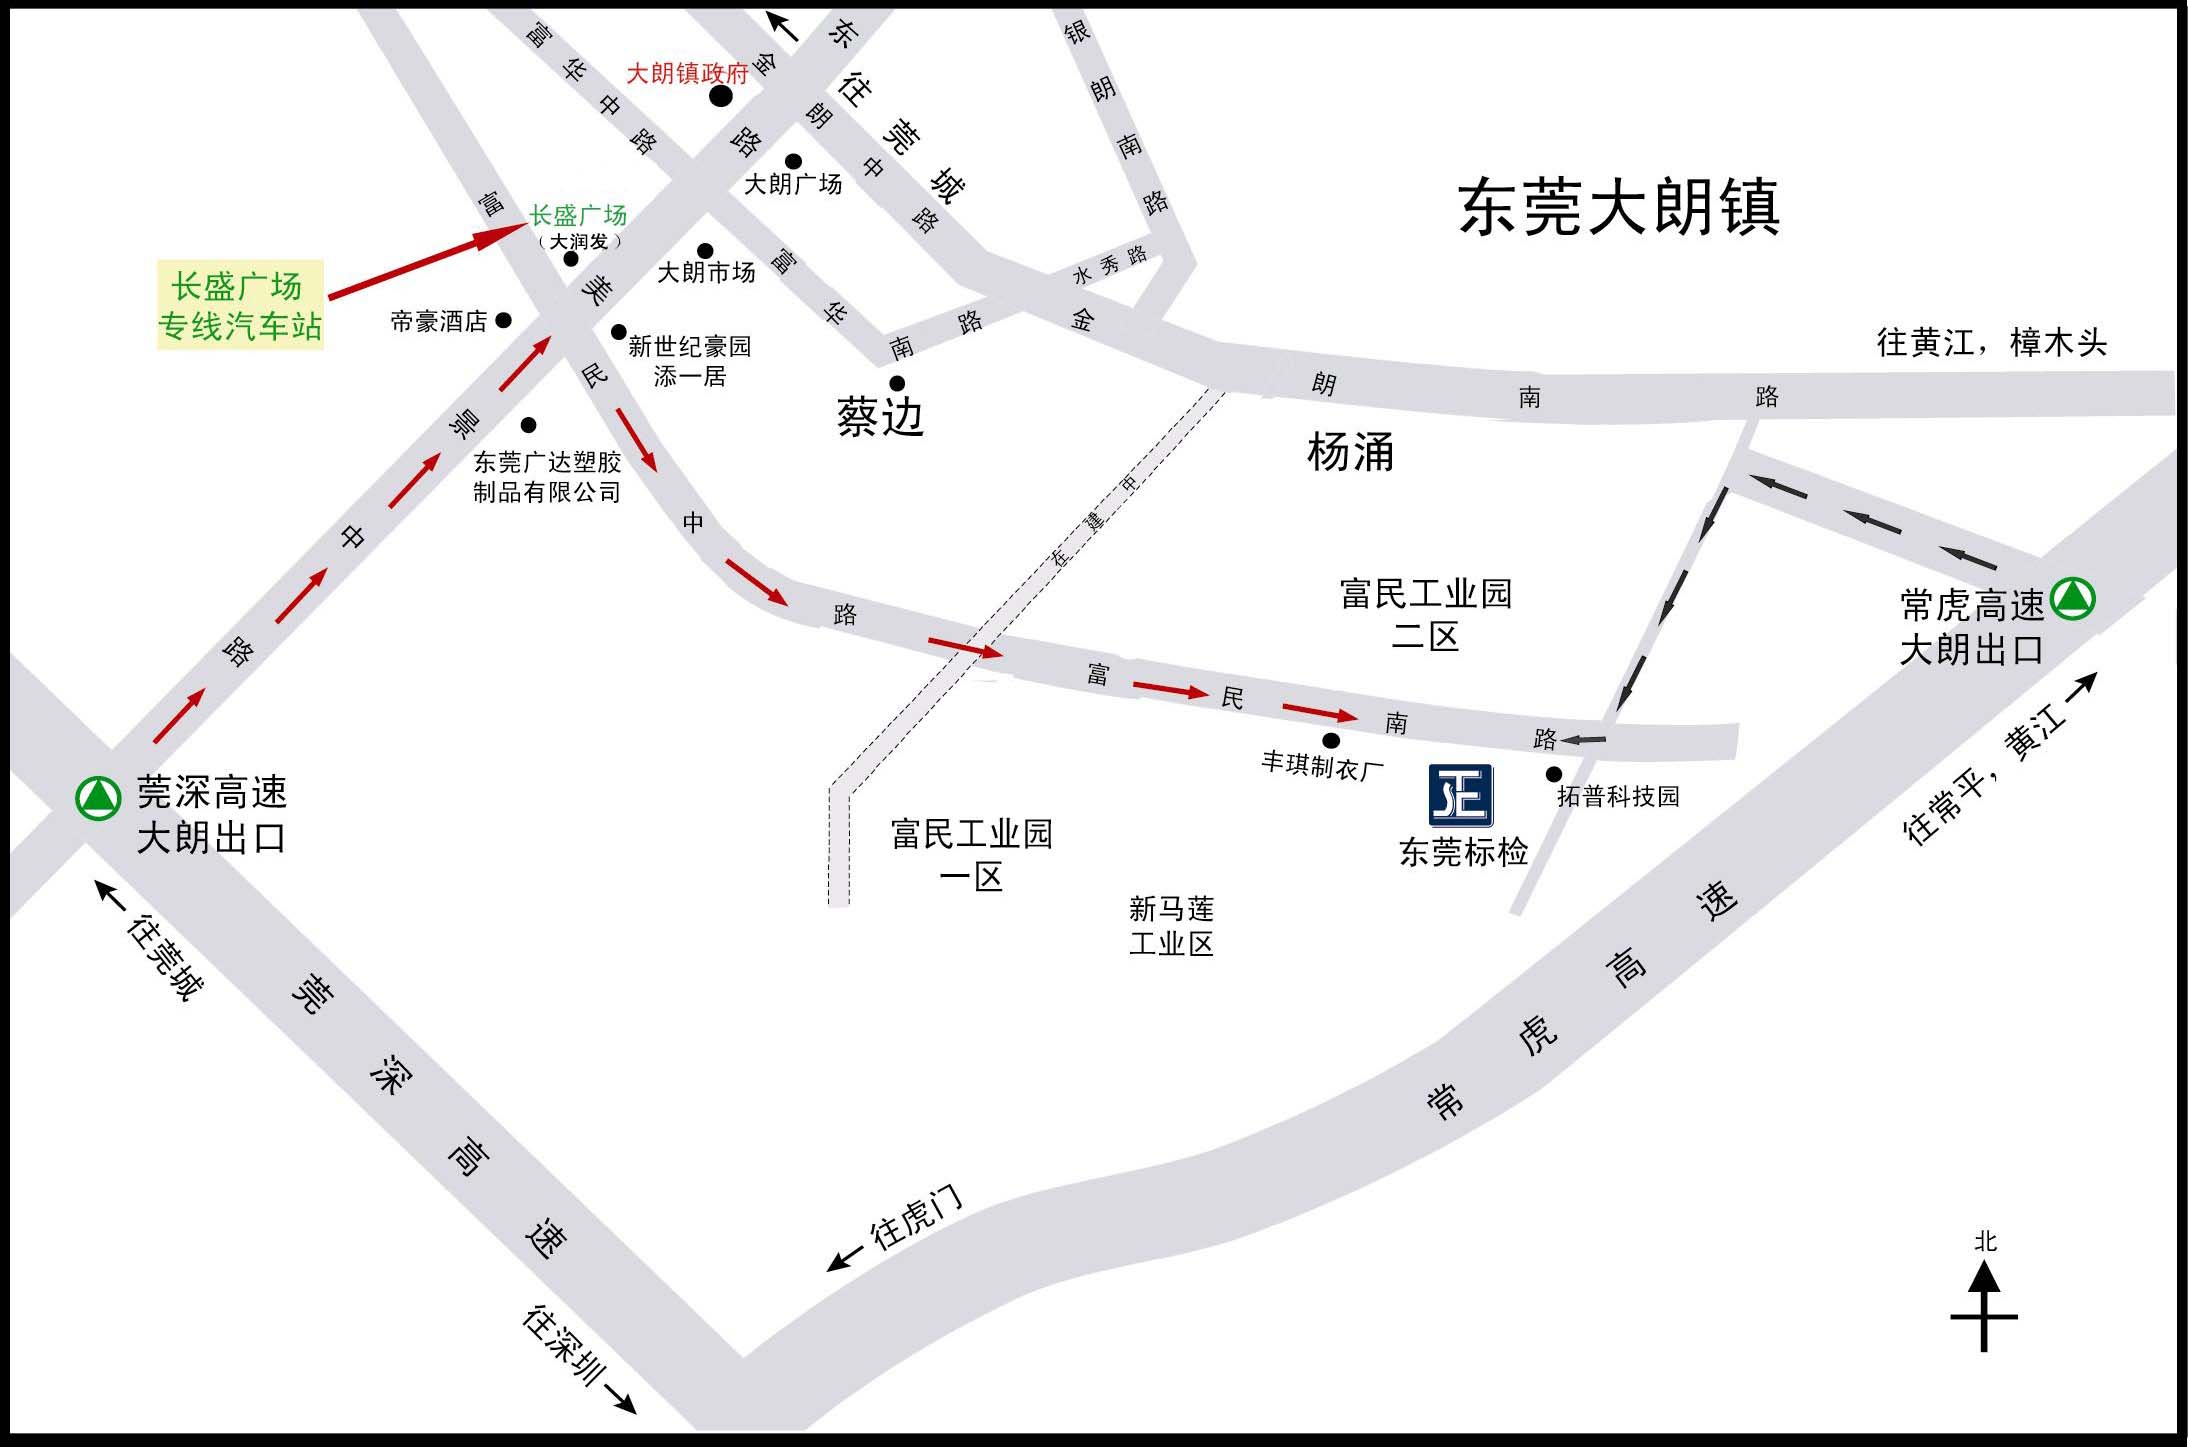 东莞大朗镇
富华中路
大朗镇政府
金朗中路
往莞城
银朗南路
大朗广场
长盛广场
（大润发）
大朗市场
富华南路
水秀路
长盛广场
专线汽车站
帝豪酒店
新世纪豪园
添一居
蔡边
东莞广达塑胶
制品有限公司
美景中路
东路
富民中路
金朗南路
往黄江，樟木头
杨涌
在建中
富民工业园
二区
常虎高速
大朗出口
往常平，黄江
富民南路
丰琪制衣厂
东莞标检
拓普科技园
富民工业园
一区
新马莲
工业区
莞深高速
大朗出口
往莞城
莞深高速
往深圳
常虎高速
往虎门
北